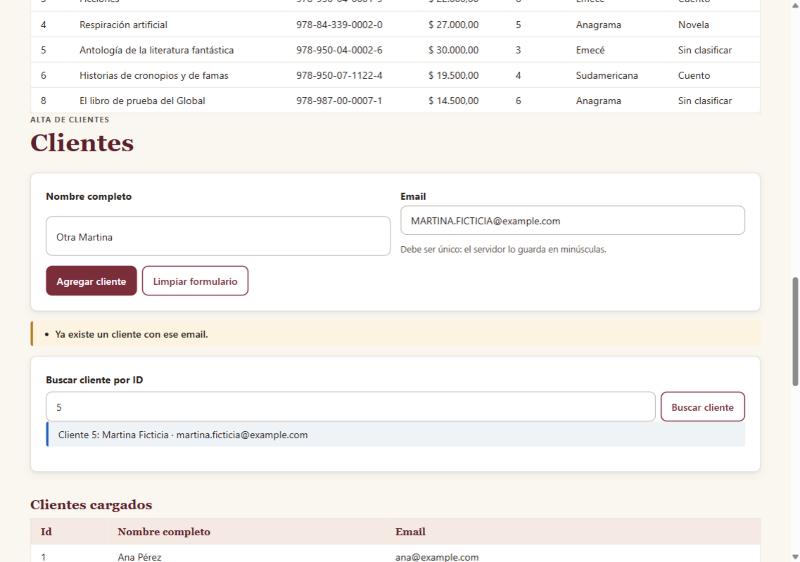 4 Respiración artificial 978-84-339-0002-0 $ 27.000,00 5 Anagrama Novela
5 Antología de la literatura fantástica 978-950-04-0002-6 $ 30.000,00 3 Emecé Sin clasificar
6 Historias de cronopios y de famas 978-950-07-1122-4 $ 19.500,00 4 Sudamericana Cuento
8 El libro de prueba del Global 978-987-00-0007-1 $ 14.500,00 6 Anagrama Sin clasificar
ALTA DE CLIENTES
Clientes
Nombre completo Email
Otra Martina MARTINA.FICTICIA@example.com
Debe ser único: el servidor lo guarda en minúsculas.
Agregar cliente Limpiar formulario
• Ya existe un cliente con ese email.
Buscar cliente por ID
5 Buscar cliente
Cliente 5: Martina Ficticia · martina.ficticia@example.com
Clientes cargados
Id Nombre completo Email
1 Ana Pérez ana@example.com